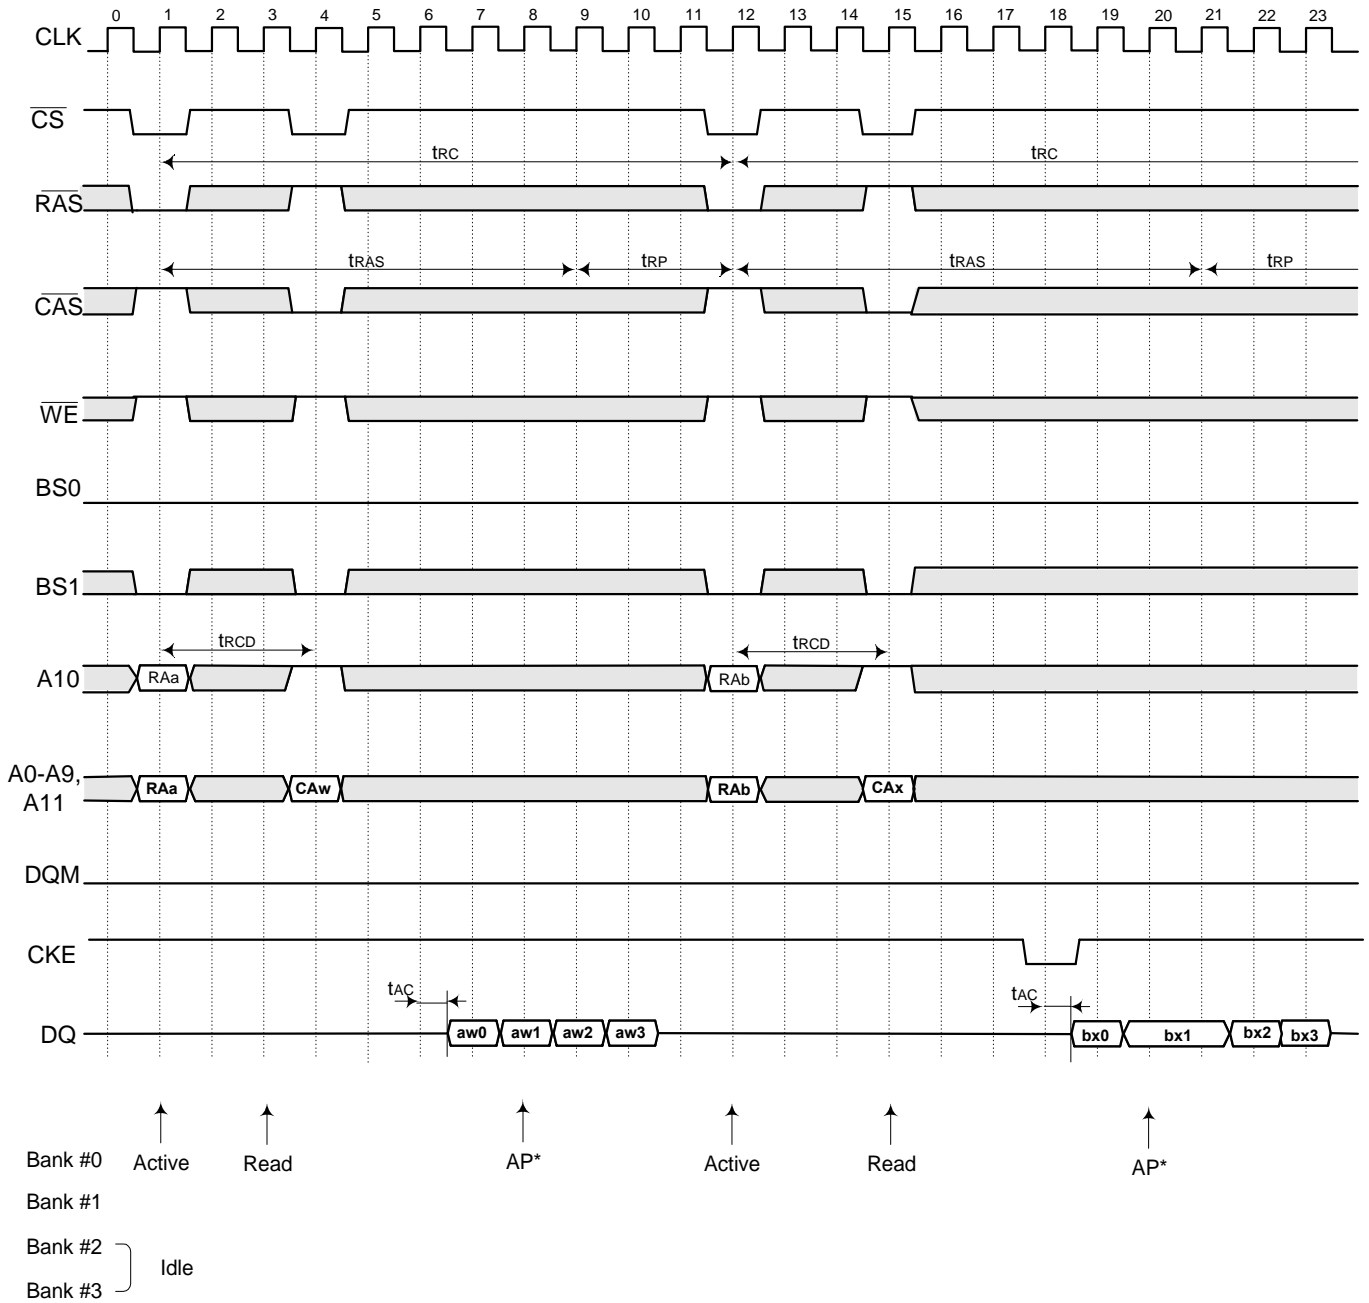 0 1 2 3 4 5 6 7 8 9 10 11 12 13 14 15 16 17 18 19 20 21 22 23
CLK
CS
tRC tRC
RAS
tRAS tRP tRAS tRP
CAS
WE
BS0
BS1
tRCD tRCD
A10 RAa RAb
A0-A9,
A11 RAa CAw RAb CAx
DQM
CKE
tAC tAC
DQ aw0 aw1 aw2 aw3 bx0 bx1 bx2 bx3
Bank #0 Active Read AP* Active Read AP*
Bank #1
Bank #2
Idle
Bank #3